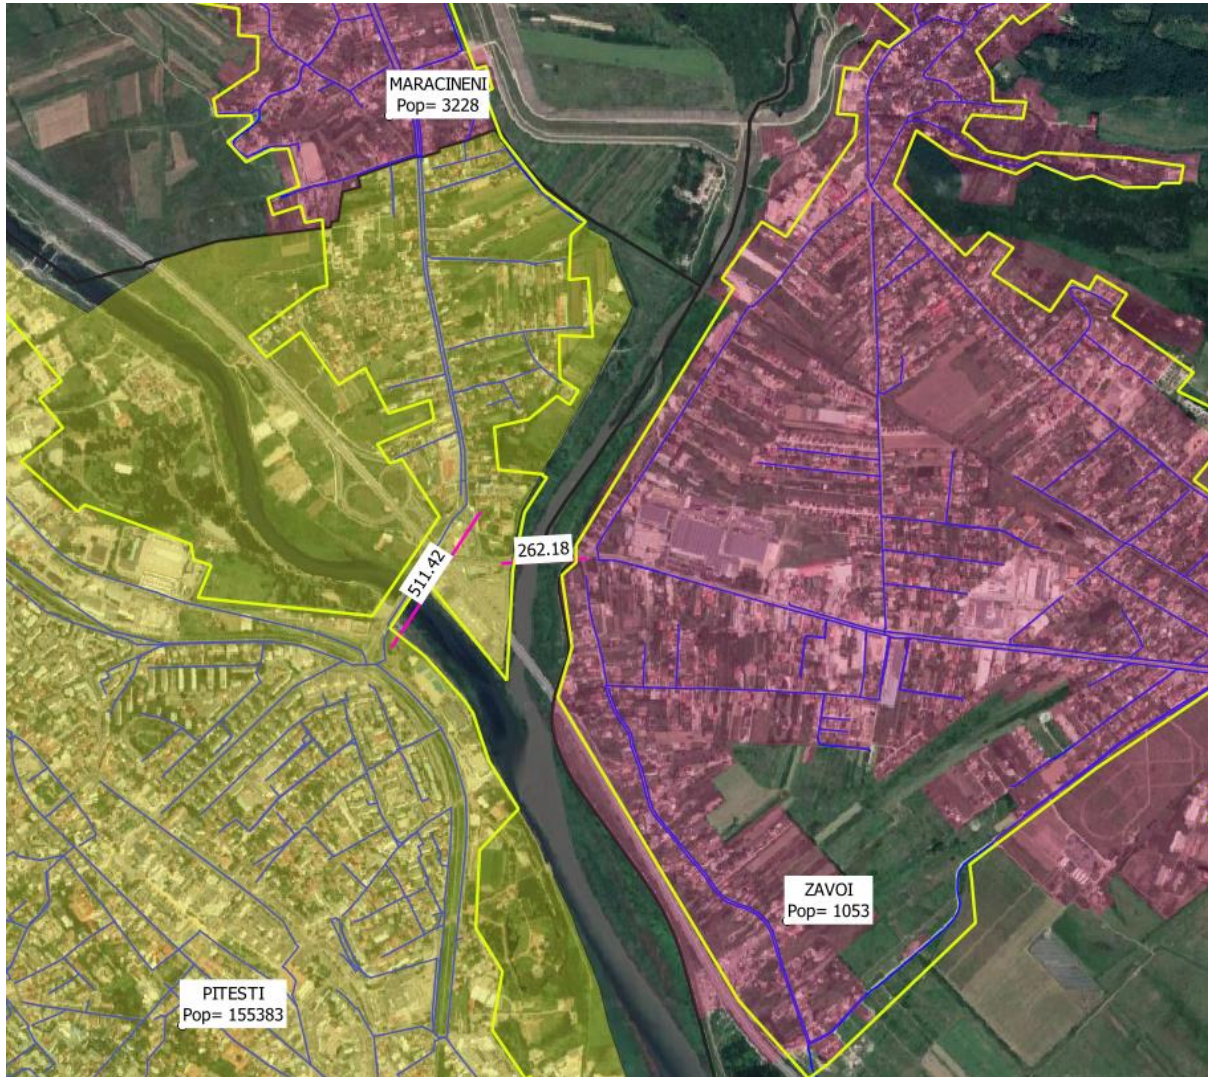 MARACINENI
Pop= 3228
511.42
262.18
ZAVOI
Pop= 1053
PITESTI
Pop= 155383